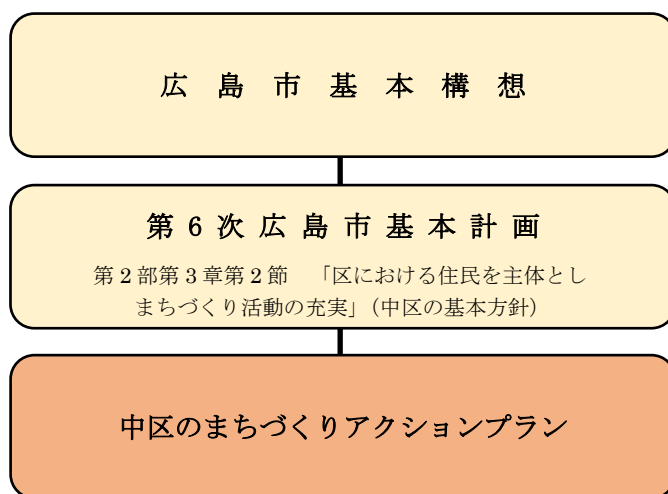 広島市基本構想
第6次広島市基本計画
第2部第3章第2節　「区における住民を主体とし
まちづくり活動の充実」（中区の基本方針）
中区のまちづくりアクションプラン